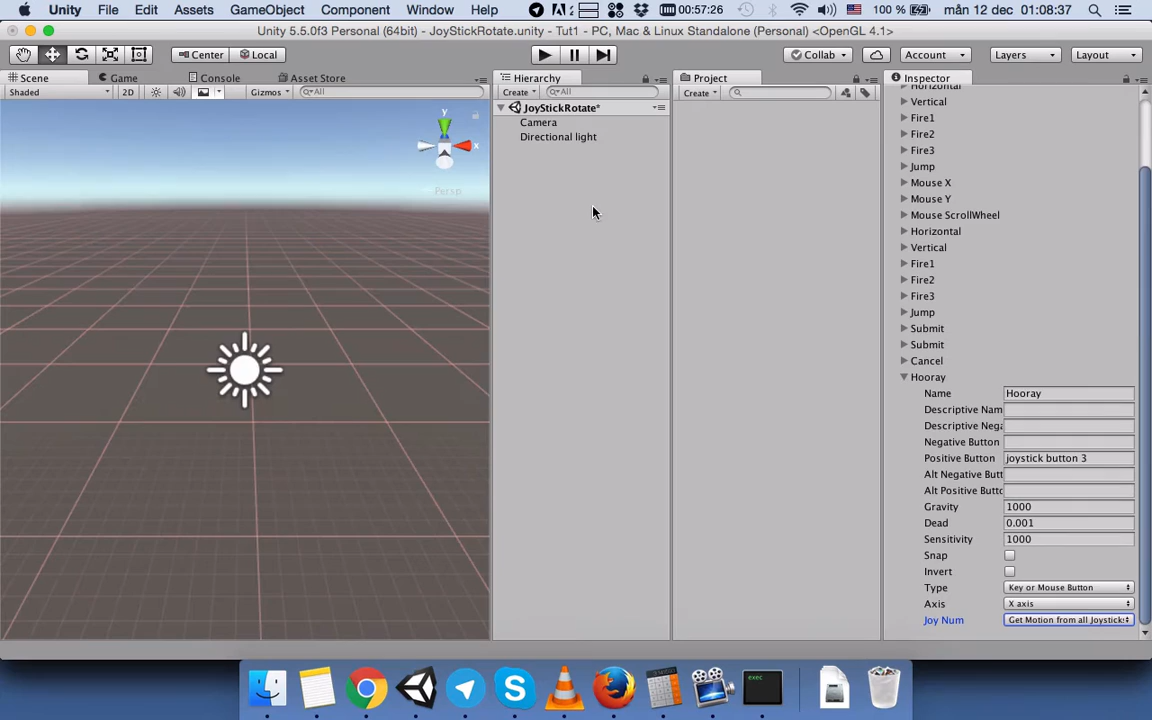 Unity File Edit Assets GameObject Component Window Help 00:57:26 100 % mån 12 dec 01:08:37
Unity 5.5.0f3 Personal (64bit) - JoyStickRotate.unity - Tut1 - PC, Mac & Linux Standalone (Personal) <OpenGL 4.1>
Center Local Collab Account Layers Layout
Scene Game Console Asset Store Hierarchy Project Inspector
Shaded 2D Gizmos All Create All Create
Horizontal
JoyStickRotate*
Vertical
Camera
Fire1
Directional light
Fire2
Fire3
Jump
Mouse X
Mouse Y
Mouse ScrollWheel
Horizontal
Vertical
Fire1
Fire2
Fire3
Jump
Submit
Submit
Cancel
Hooray
y
x
Persp
Name Hooray
Descriptive Nam
Descriptive Nega
Negative Button
Positive Button joystick button 3
Alt Negative Butt
Alt Positive Butto
Gravity 1000
Dead 0.001
Sensitivity 1000
Snap
Invert
Type Key or Mouse Button
Axis X axis
Joy Num Get Motion from all Joysticks
exec